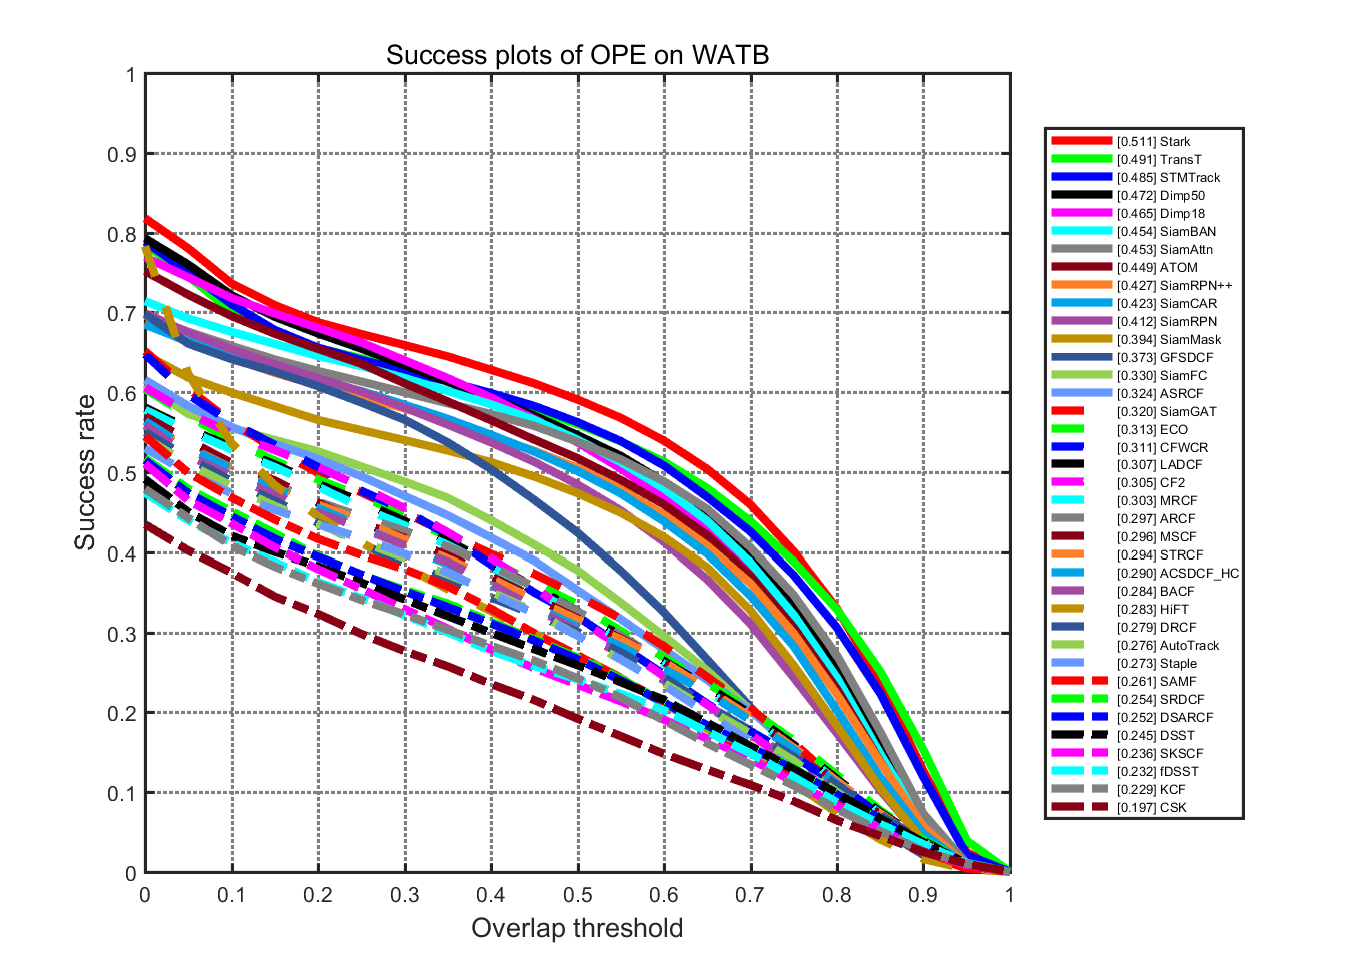 Success plots of OPE on WATB
Success rate
1
0.9
0.8
0.7
0.6
0.5
0.4
0.3
0.2
0.1
0
0 0.1 0.2 0.3 0.4 0.5 0.6 0.7 0.8 0.9 1
Overlap threshold
[0.511] Stark
[0.491] TransT
[0.485] STMTrack
[0.472] Dimp50
[0.465] Dimp18
[0.454] SiamBAN
[0.453] SiamAttn
[0.449] ATOM
[0.427] SiamRPN++
[0.423] SiamCAR
[0.412] SiamRPN
[0.394] SiamMask
[0.373] GFSDCF
[0.330] SiamFC
[0.324] ASRCF
[0.320] SiamGAT
[0.313] ECO
[0.311] CFWCR
[0.307] LADCF
[0.305] CF2
[0.303] MRCF
[0.297] ARCF
[0.296] MSCF
[0.294] STRCF
[0.290] ACSDCF_HC
[0.284] BACF
[0.283] HiFT
[0.279] DRCF
[0.276] AutoTrack
[0.273] Staple
[0.261] SAMF
[0.254] SRDCF
[0.252] DSARCF
[0.245] DSST
[0.236] SKSCF
[0.232] fDSST
[0.229] KCF
[0.197] CSK